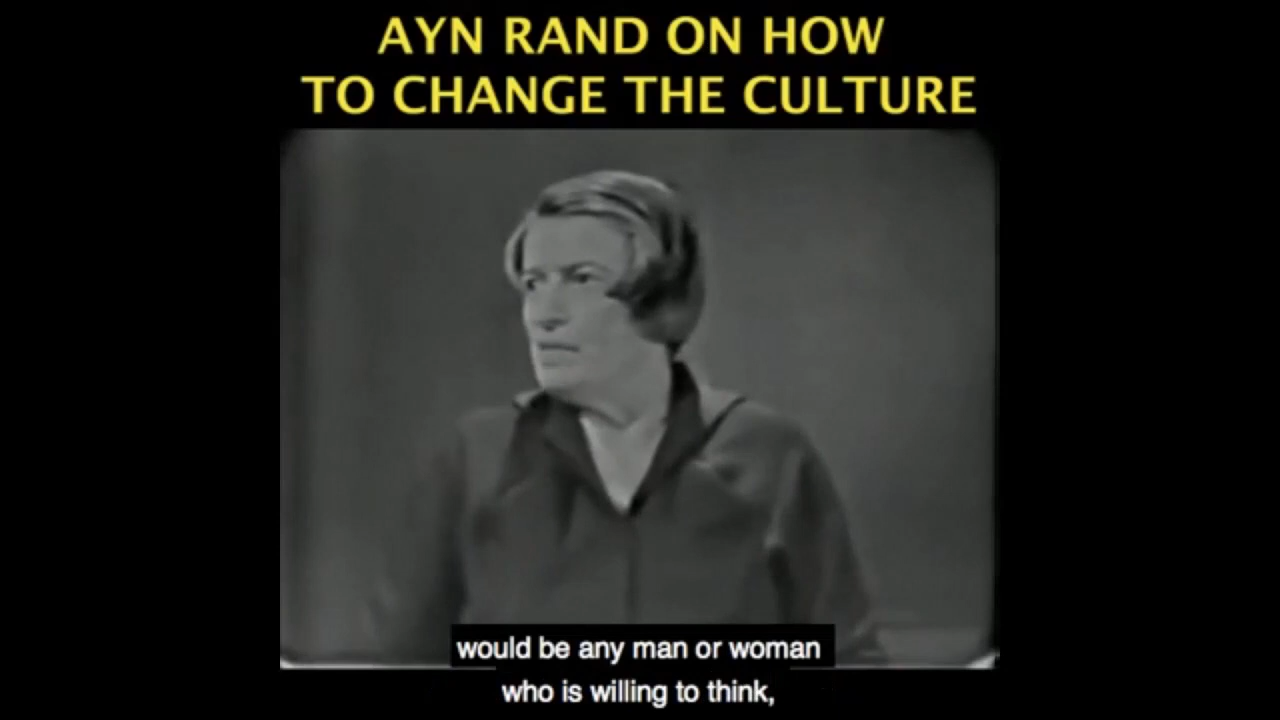 AYN RAND ON HOW
TO CHANGE THE CULTURE
would be any man or woman
who is willing to think,